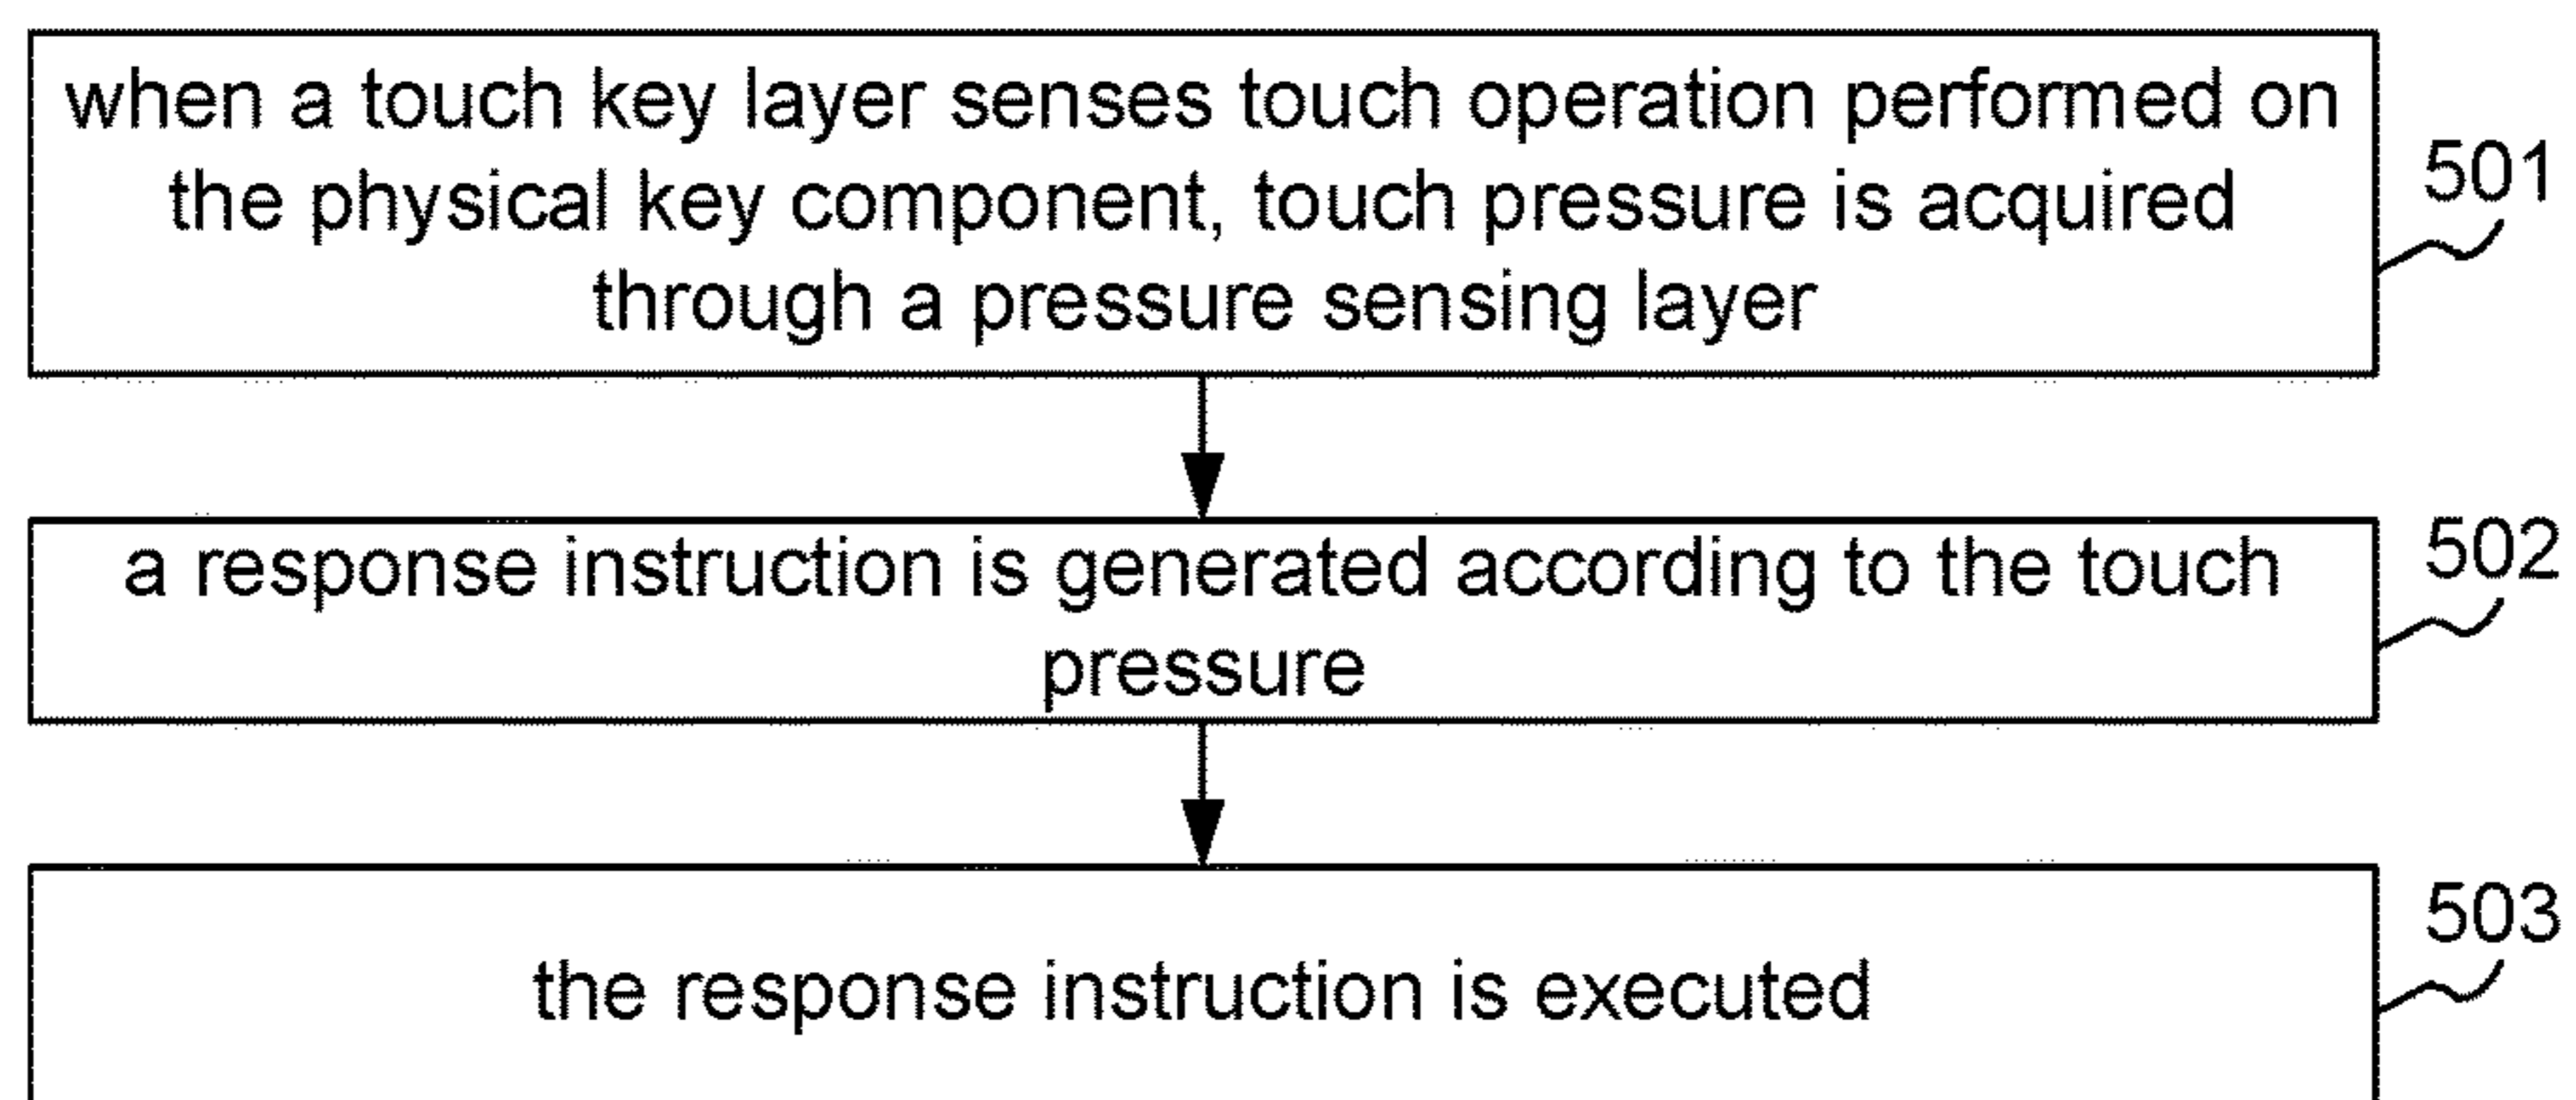 when a touch key layer senses touch operation performed on
the physical key component, touch pressure is acquired
through a pressure sensing layer
501
a response instruction is generated according to the touch
pressure
502
the response instruction is executed
503